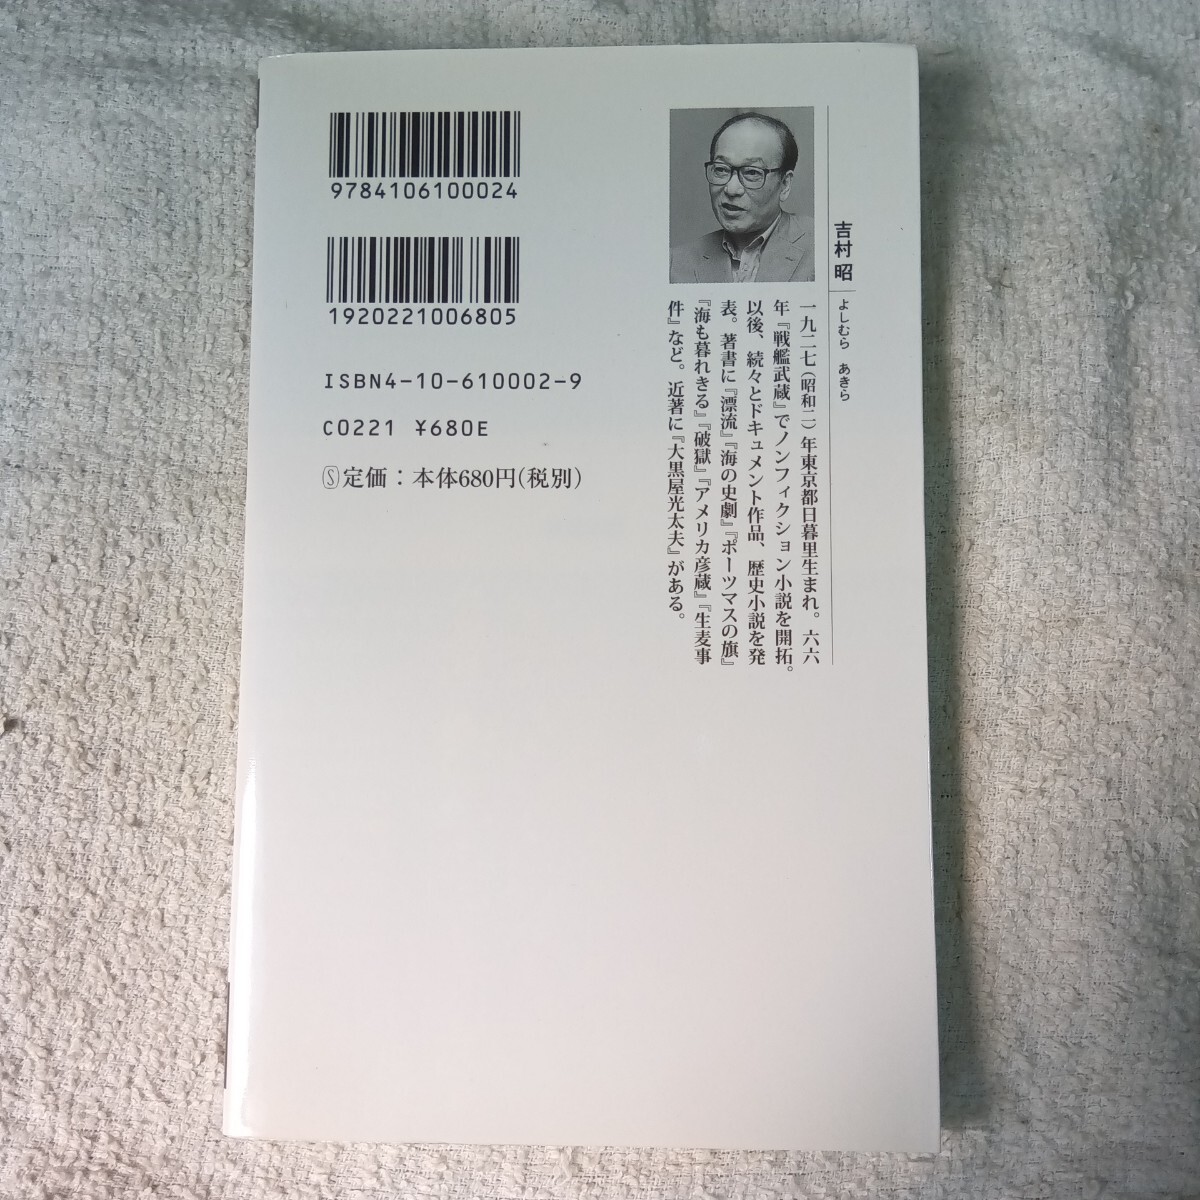 9784106100024
1920221006805
ISBN4-10-610002-9
C0221 ¥680E
Ⓢ定価：本体680円(税別)
吉村 昭 よしむら あきら
一九二七（昭和二）年東京都日暮里生まれ。六六
年『戦艦武蔵』でノンフィクション小説を開拓。
以後、続々とドキュメント作品、歴史小説を発
表。著書に『漂流』『海の史劇』『ポーツマスの旗』
『海も暮れきる』『破獄』『アメリカ彦蔵』『生麦事
件』など。近著に『大黒屋光太夫』がある。